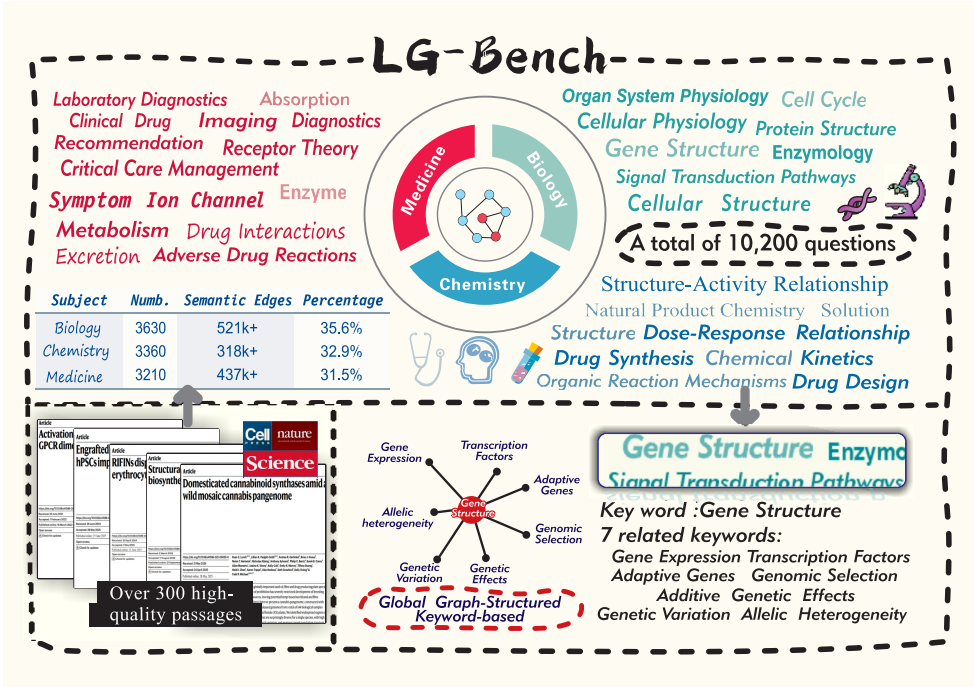 LG-Bench
Laboratory Diagnostics Absorption
Clinical Drug Imaging Diagnostics
Recommendation Receptor Theory
Critical Care Management
Symptom Ion Channel Enzyme
Metabolism Drug Interactions
Excretion Adverse Drug Reactions
Medicine
Biology
Chemistry
Organ System Physiology Cell Cycle
Cellular Physiology Protein Structure
Gene Structure Enzymology
Signal Transduction Pathways
Cellular Structure
A total of 10,200 questions
Structure-Activity Relationship
Natural Product Chemistry Solution
Structure Dose-Response Relationship
Drug Synthesis Chemical Kinetics
Organic Reaction Mechanisms Drug Design
Subject Numb. Semantic Edges Percentage
Biology 3630 521k+ 35.6%
Chemistry 3360 318k+ 32.9%
Medicine 3210 437k+ 31.5%
Article
Activation
GPCR dim
Article
Engrafted
hPSCs imp
Article
RIFINs disp
erythrocyt
Article
Structura
biosynthe
Article
Domesticated cannabinoid synthases amid a
wild mosaic cannabis pangenome
Cell
nature
Science
Over 300 high-
quality passages
Gene
Expression
Transcription
Factors
Adaptive
Genes
Allelic
heterogeneity
Gene
Structure
Genomic
Selection
Genetic
Variation
Genetic
Effects
Global Graph-Structured
Keyword-based
Gene Structure Enzymo
Signal Transduction Pathways
Key word :Gene Structure
7 related keywords:
Gene Expression Transcription Factors
Adaptive Genes Genomic Selection
Additive Genetic Effects
Genetic Variation Allelic Heterogeneity